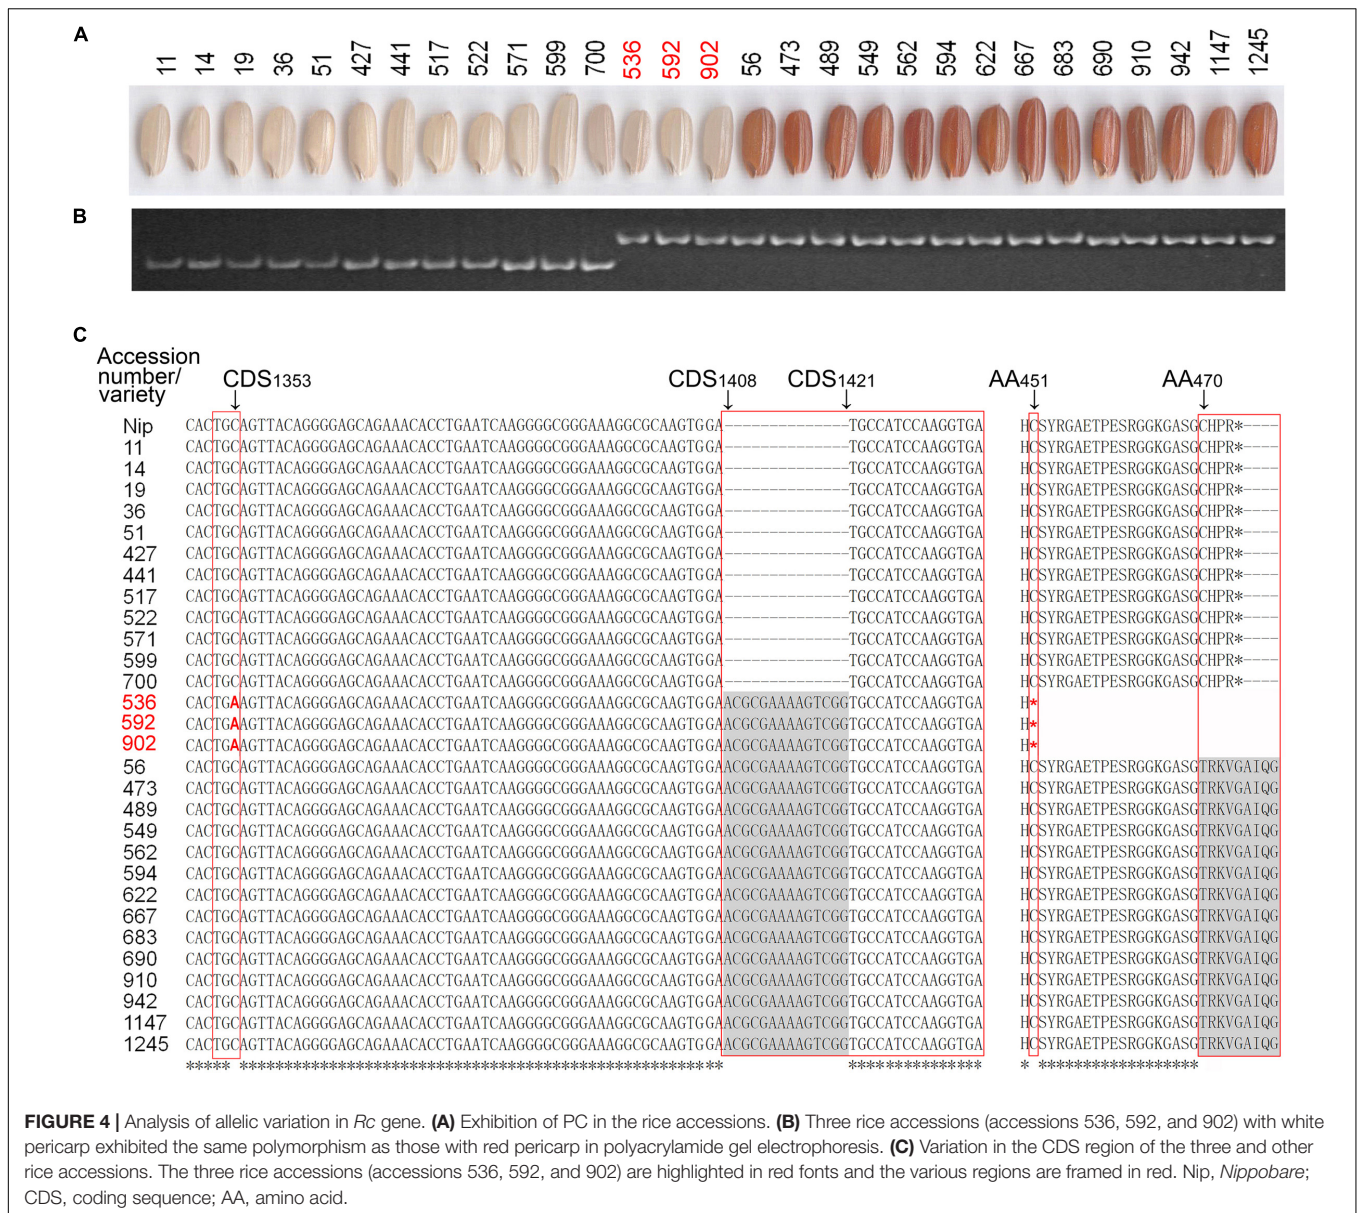 A
11 14 19 36 51 427 441 517 522 571 599 700 536 592 902 56 473 489 549 562 594 622 667 683 690 910 942 1147 1245
B
C
Accession
number/
variety
CDS1353 CDS1408 CDS1421 AA451 AA470
Nip CACTGCAGTTACAGGGGAGCAGAAACACCTGAATCAAGGGGCGGGAAAGGCGCAAGTGGA--------------TGCCATCCAAGGTGA HCSYRGAETPESRGGKGASGCHPR*----
11 CACTGCAGTTACAGGGGAGCAGAAACACCTGAATCAAGGGGCGGGAAAGGCGCAAGTGGA--------------TGCCATCCAAGGTGA HCSYRGAETPESRGGKGASGCHPR*----
14 CACTGCAGTTACAGGGGAGCAGAAACACCTGAATCAAGGGGCGGGAAAGGCGCAAGTGGA--------------TGCCATCCAAGGTGA HCSYRGAETPESRGGKGASGCHPR*----
19 CACTGCAGTTACAGGGGAGCAGAAACACCTGAATCAAGGGGCGGGAAAGGCGCAAGTGGA--------------TGCCATCCAAGGTGA HCSYRGAETPESRGGKGASGCHPR*----
36 CACTGCAGTTACAGGGGAGCAGAAACACCTGAATCAAGGGGCGGGAAAGGCGCAAGTGGA--------------TGCCATCCAAGGTGA HCSYRGAETPESRGGKGASGCHPR*----
51 CACTGCAGTTACAGGGGAGCAGAAACACCTGAATCAAGGGGCGGGAAAGGCGCAAGTGGA--------------TGCCATCCAAGGTGA HCSYRGAETPESRGGKGASGCHPR*----
427 CACTGCAGTTACAGGGGAGCAGAAACACCTGAATCAAGGGGCGGGAAAGGCGCAAGTGGA--------------TGCCATCCAAGGTGA HCSYRGAETPESRGGKGASGCHPR*----
441 CACTGCAGTTACAGGGGAGCAGAAACACCTGAATCAAGGGGCGGGAAAGGCGCAAGTGGA--------------TGCCATCCAAGGTGA HCSYRGAETPESRGGKGASGCHPR*----
517 CACTGCAGTTACAGGGGAGCAGAAACACCTGAATCAAGGGGCGGGAAAGGCGCAAGTGGA--------------TGCCATCCAAGGTGA HCSYRGAETPESRGGKGASGCHPR*----
522 CACTGCAGTTACAGGGGAGCAGAAACACCTGAATCAAGGGGCGGGAAAGGCGCAAGTGGA--------------TGCCATCCAAGGTGA HCSYRGAETPESRGGKGASGCHPR*----
571 CACTGCAGTTACAGGGGAGCAGAAACACCTGAATCAAGGGGCGGGAAAGGCGCAAGTGGA--------------TGCCATCCAAGGTGA HCSYRGAETPESRGGKGASGCHPR*----
599 CACTGCAGTTACAGGGGAGCAGAAACACCTGAATCAAGGGGCGGGAAAGGCGCAAGTGGA--------------TGCCATCCAAGGTGA HCSYRGAETPESRGGKGASGCHPR*----
700 CACTGCAGTTACAGGGGAGCAGAAACACCTGAATCAAGGGGCGGGAAAGGCGCAAGTGGA--------------TGCCATCCAAGGTGA HCSYRGAETPESRGGKGASGCHPR*----
536 CACTGAAGTTACAGGGGAGCAGAAACACCTGAATCAAGGGGCGGGAAAGGCGCAAGTGGAACGCGAAAAGTCGGTGCCATCCAAGGTGA H*
592 CACTGAAGTTACAGGGGAGCAGAAACACCTGAATCAAGGGGCGGGAAAGGCGCAAGTGGAACGCGAAAAGTCGGTGCCATCCAAGGTGA H*
902 CACTGAAGTTACAGGGGAGCAGAAACACCTGAATCAAGGGGCGGGAAAGGCGCAAGTGGAACGCGAAAAGTCGGTGCCATCCAAGGTGA H*
56 CACTGCAGTTACAGGGGAGCAGAAACACCTGAATCAAGGGGCGGGAAAGGCGCAAGTGGAACGCGAAAAGTCGGTGCCATCCAAGGTGA HCSYRGAETPESRGGKGASGTRKVGAIQG
473 CACTGCAGTTACAGGGGAGCAGAAACACCTGAATCAAGGGGCGGGAAAGGCGCAAGTGGAACGCGAAAAGTCGGTGCCATCCAAGGTGA HCSYRGAETPESRGGKGASGTRKVGAIQG
489 CACTGCAGTTACAGGGGAGCAGAAACACCTGAATCAAGGGGCGGGAAAGGCGCAAGTGGAACGCGAAAAGTCGGTGCCATCCAAGGTGA HCSYRGAETPESRGGKGASGTRKVGAIQG
549 CACTGCAGTTACAGGGGAGCAGAAACACCTGAATCAAGGGGCGGGAAAGGCGCAAGTGGAACGCGAAAAGTCGGTGCCATCCAAGGTGA HCSYRGAETPESRGGKGASGTRKVGAIQG
562 CACTGCAGTTACAGGGGAGCAGAAACACCTGAATCAAGGGGCGGGAAAGGCGCAAGTGGAACGCGAAAAGTCGGTGCCATCCAAGGTGA HCSYRGAETPESRGGKGASGTRKVGAIQG
594 CACTGCAGTTACAGGGGAGCAGAAACACCTGAATCAAGGGGCGGGAAAGGCGCAAGTGGAACGCGAAAAGTCGGTGCCATCCAAGGTGA HCSYRGAETPESRGGKGASGTRKVGAIQG
622 CACTGCAGTTACAGGGGAGCAGAAACACCTGAATCAAGGGGCGGGAAAGGCGCAAGTGGAACGCGAAAAGTCGGTGCCATCCAAGGTGA HCSYRGAETPESRGGKGASGTRKVGAIQG
667 CACTGCAGTTACAGGGGAGCAGAAACACCTGAATCAAGGGGCGGGAAAGGCGCAAGTGGAACGCGAAAAGTCGGTGCCATCCAAGGTGA HCSYRGAETPESRGGKGASGTRKVGAIQG
683 CACTGCAGTTACAGGGGAGCAGAAACACCTGAATCAAGGGGCGGGAAAGGCGCAAGTGGAACGCGAAAAGTCGGTGCCATCCAAGGTGA HCSYRGAETPESRGGKGASGTRKVGAIQG
690 CACTGCAGTTACAGGGGAGCAGAAACACCTGAATCAAGGGGCGGGAAAGGCGCAAGTGGAACGCGAAAAGTCGGTGCCATCCAAGGTGA HCSYRGAETPESRGGKGASGTRKVGAIQG
910 CACTGCAGTTACAGGGGAGCAGAAACACCTGAATCAAGGGGCGGGAAAGGCGCAAGTGGAACGCGAAAAGTCGGTGCCATCCAAGGTGA HCSYRGAETPESRGGKGASGTRKVGAIQG
942 CACTGCAGTTACAGGGGAGCAGAAACACCTGAATCAAGGGGCGGGAAAGGCGCAAGTGGAACGCGAAAAGTCGGTGCCATCCAAGGTGA HCSYRGAETPESRGGKGASGTRKVGAIQG
1147 CACTGCAGTTACAGGGGAGCAGAAACACCTGAATCAAGGGGCGGGAAAGGCGCAAGTGGAACGCGAAAAGTCGGTGCCATCCAAGGTGA HCSYRGAETPESRGGKGASGTRKVGAIQG
1245 CACTGCAGTTACAGGGGAGCAGAAACACCTGAATCAAGGGGCGGGAAAGGCGCAAGTGGAACGCGAAAAGTCGGTGCCATCCAAGGTGA HCSYRGAETPESRGGKGASGTRKVGAIQG
***** ****************************************************** *************** * ******************
FIGURE 4 | Analysis of allelic variation in Rc gene. (A) Exhibition of PC in the rice accessions. (B) Three rice accessions (accessions 536, 592, and 902) with white
pericarp exhibited the same polymorphism as those with red pericarp in polyacrylamide gel electrophoresis. (C) Variation in the CDS region of the three and other
rice accessions. The three rice accessions (accessions 536, 592, and 902) are highlighted in red fonts and the various regions are framed in red. Nip, Nippobare;
CDS, coding sequence; AA, amino acid.